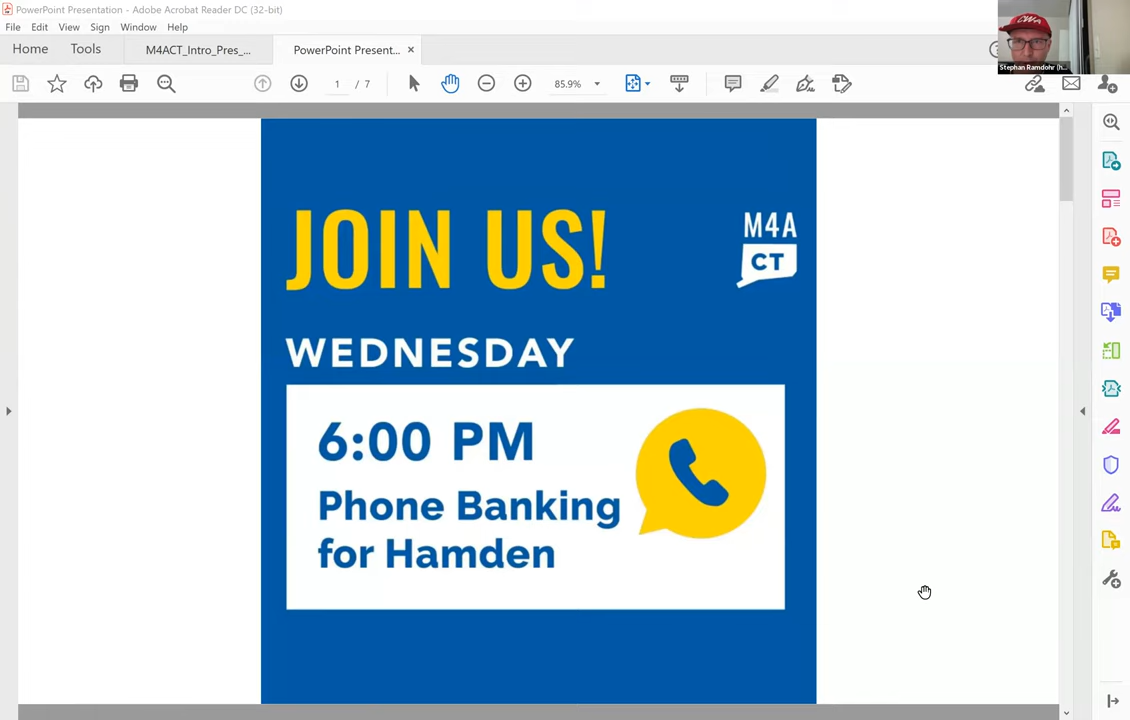 PowerPoint Presentation - Adobe Acrobat Reader DC (32-bit)
File Edit View Sign Window Help
Home Tools M4ACT_Intro_Pres_... PowerPoint Present... ×
1 / 7 85.9%
CWA
Stephan Ramdohr (h...
JOIN US!
M4A
CT
WEDNESDAY
6:00 PM
Phone Banking
for Hamden